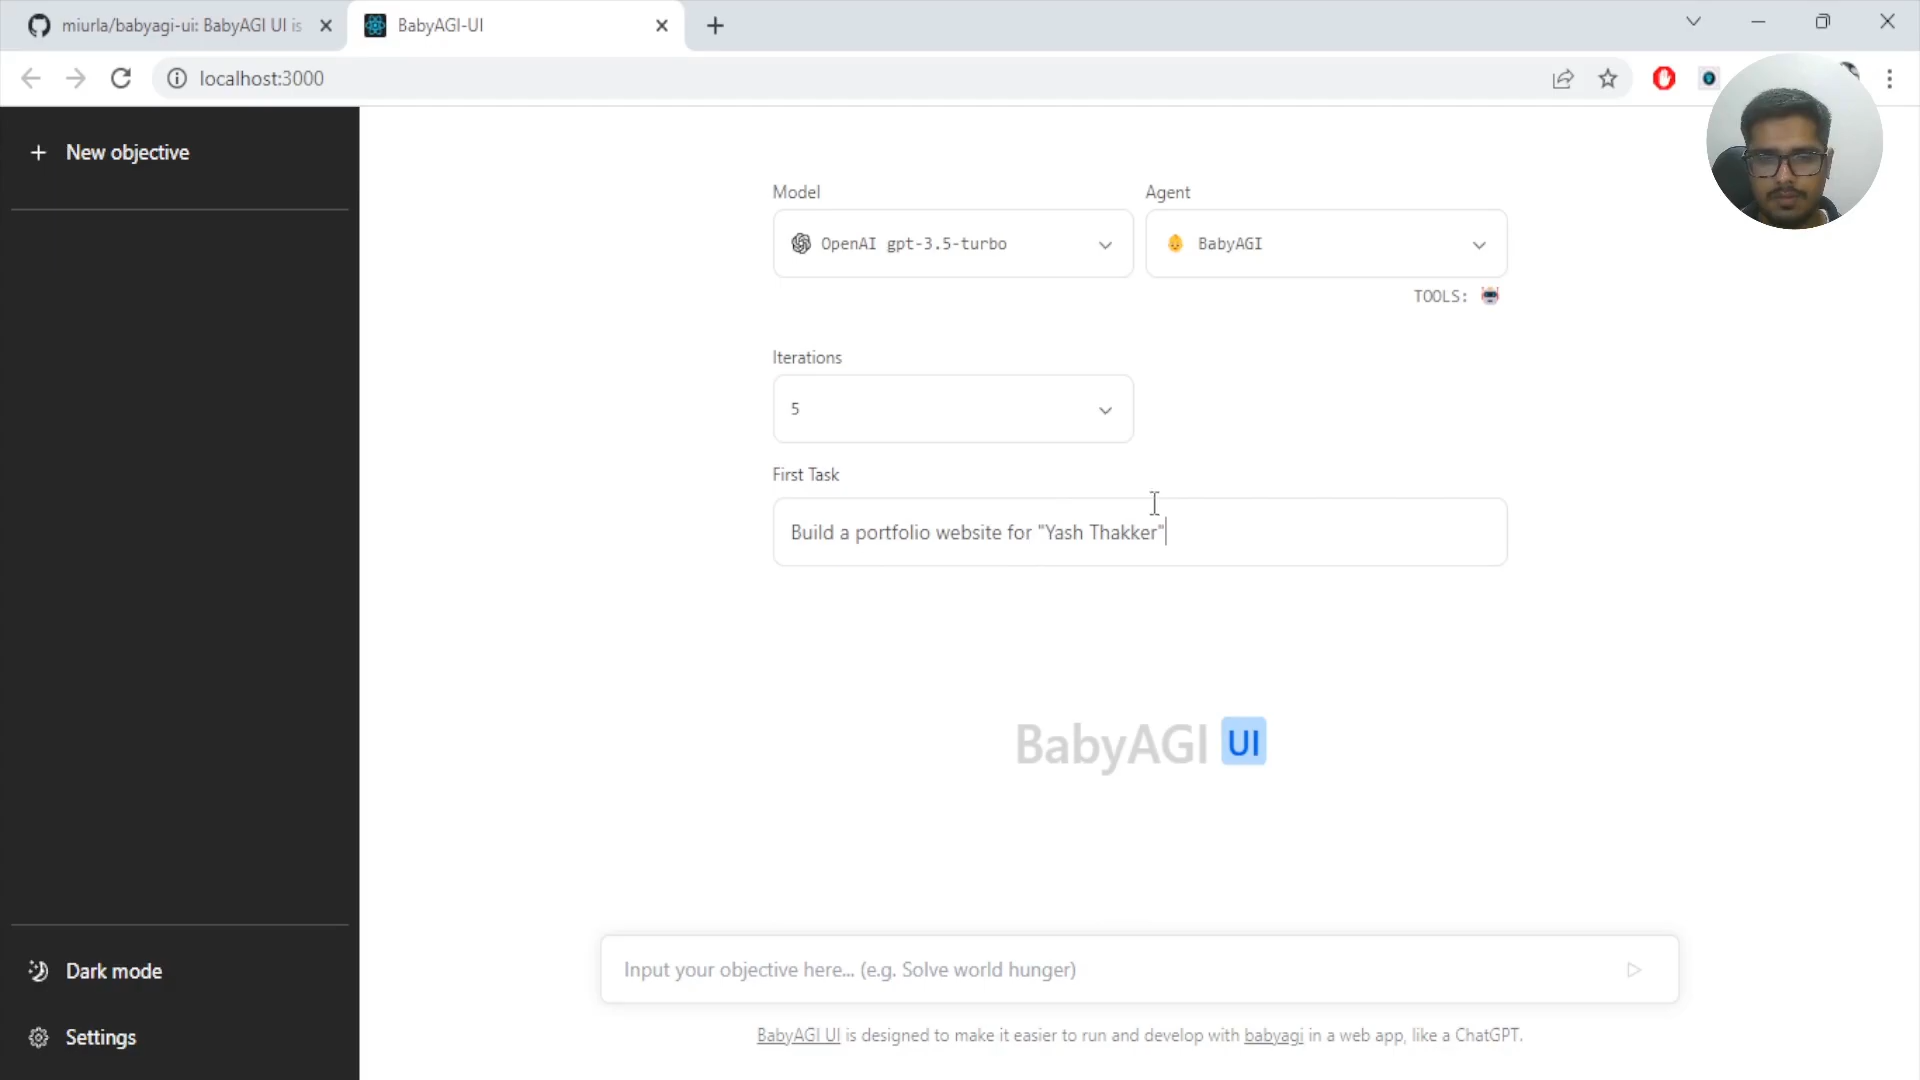 miurla/babyagi-ui: BabyAGI UI is
BabyAGI-UI
localhost:3000
New objective
Model
Agent
OpenAI gpt-3.5-turbo
BabyAGI
TOOLS:
Iterations
5
First Task
Build a portfolio website for "Yash Thakker"
BabyAGI UI
Input your objective here... (e.g. Solve world hunger)
Dark mode
Settings
BabyAGI UI is designed to make it easier to run and develop with babyagi in a web app, like a ChatGPT.